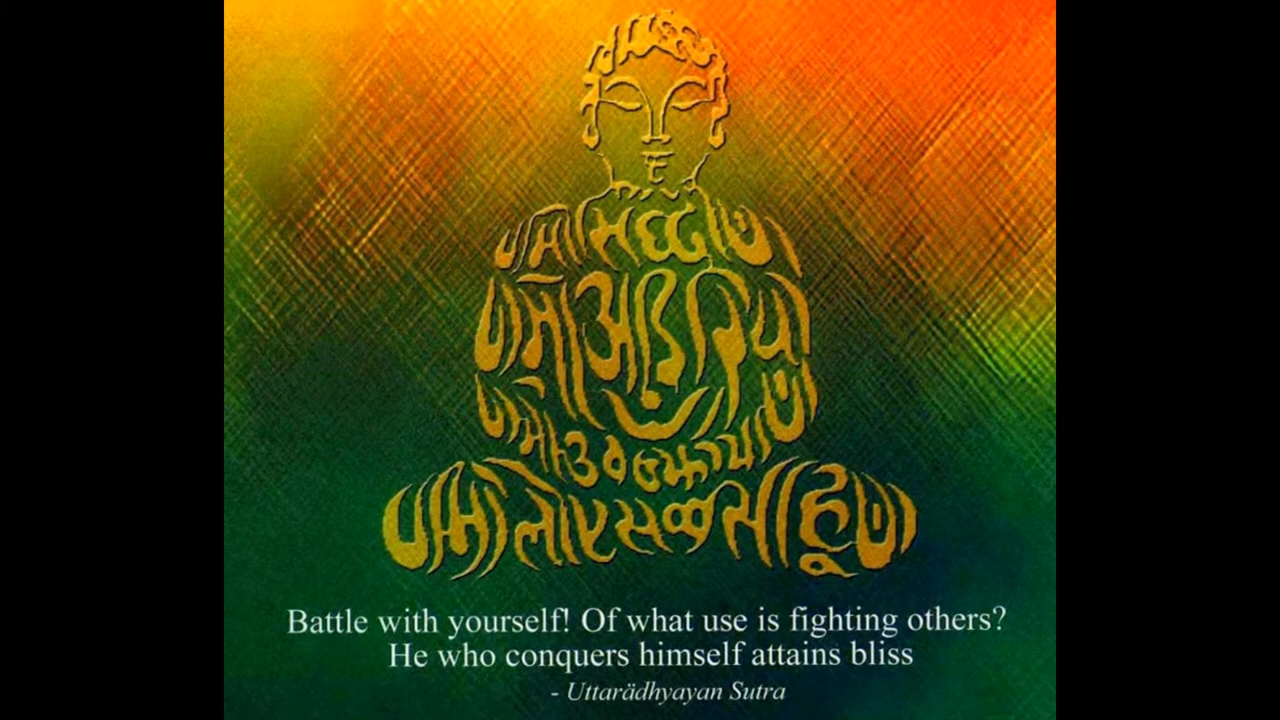 णमो सिद्धाणं
णमो आइरियाणं
णमो उवज्झायाणं
णमो लोए सव्व साहूणं
Battle with yourself! Of what use is fighting others?
He who conquers himself attains bliss
- Uttarädhyayan Sutra